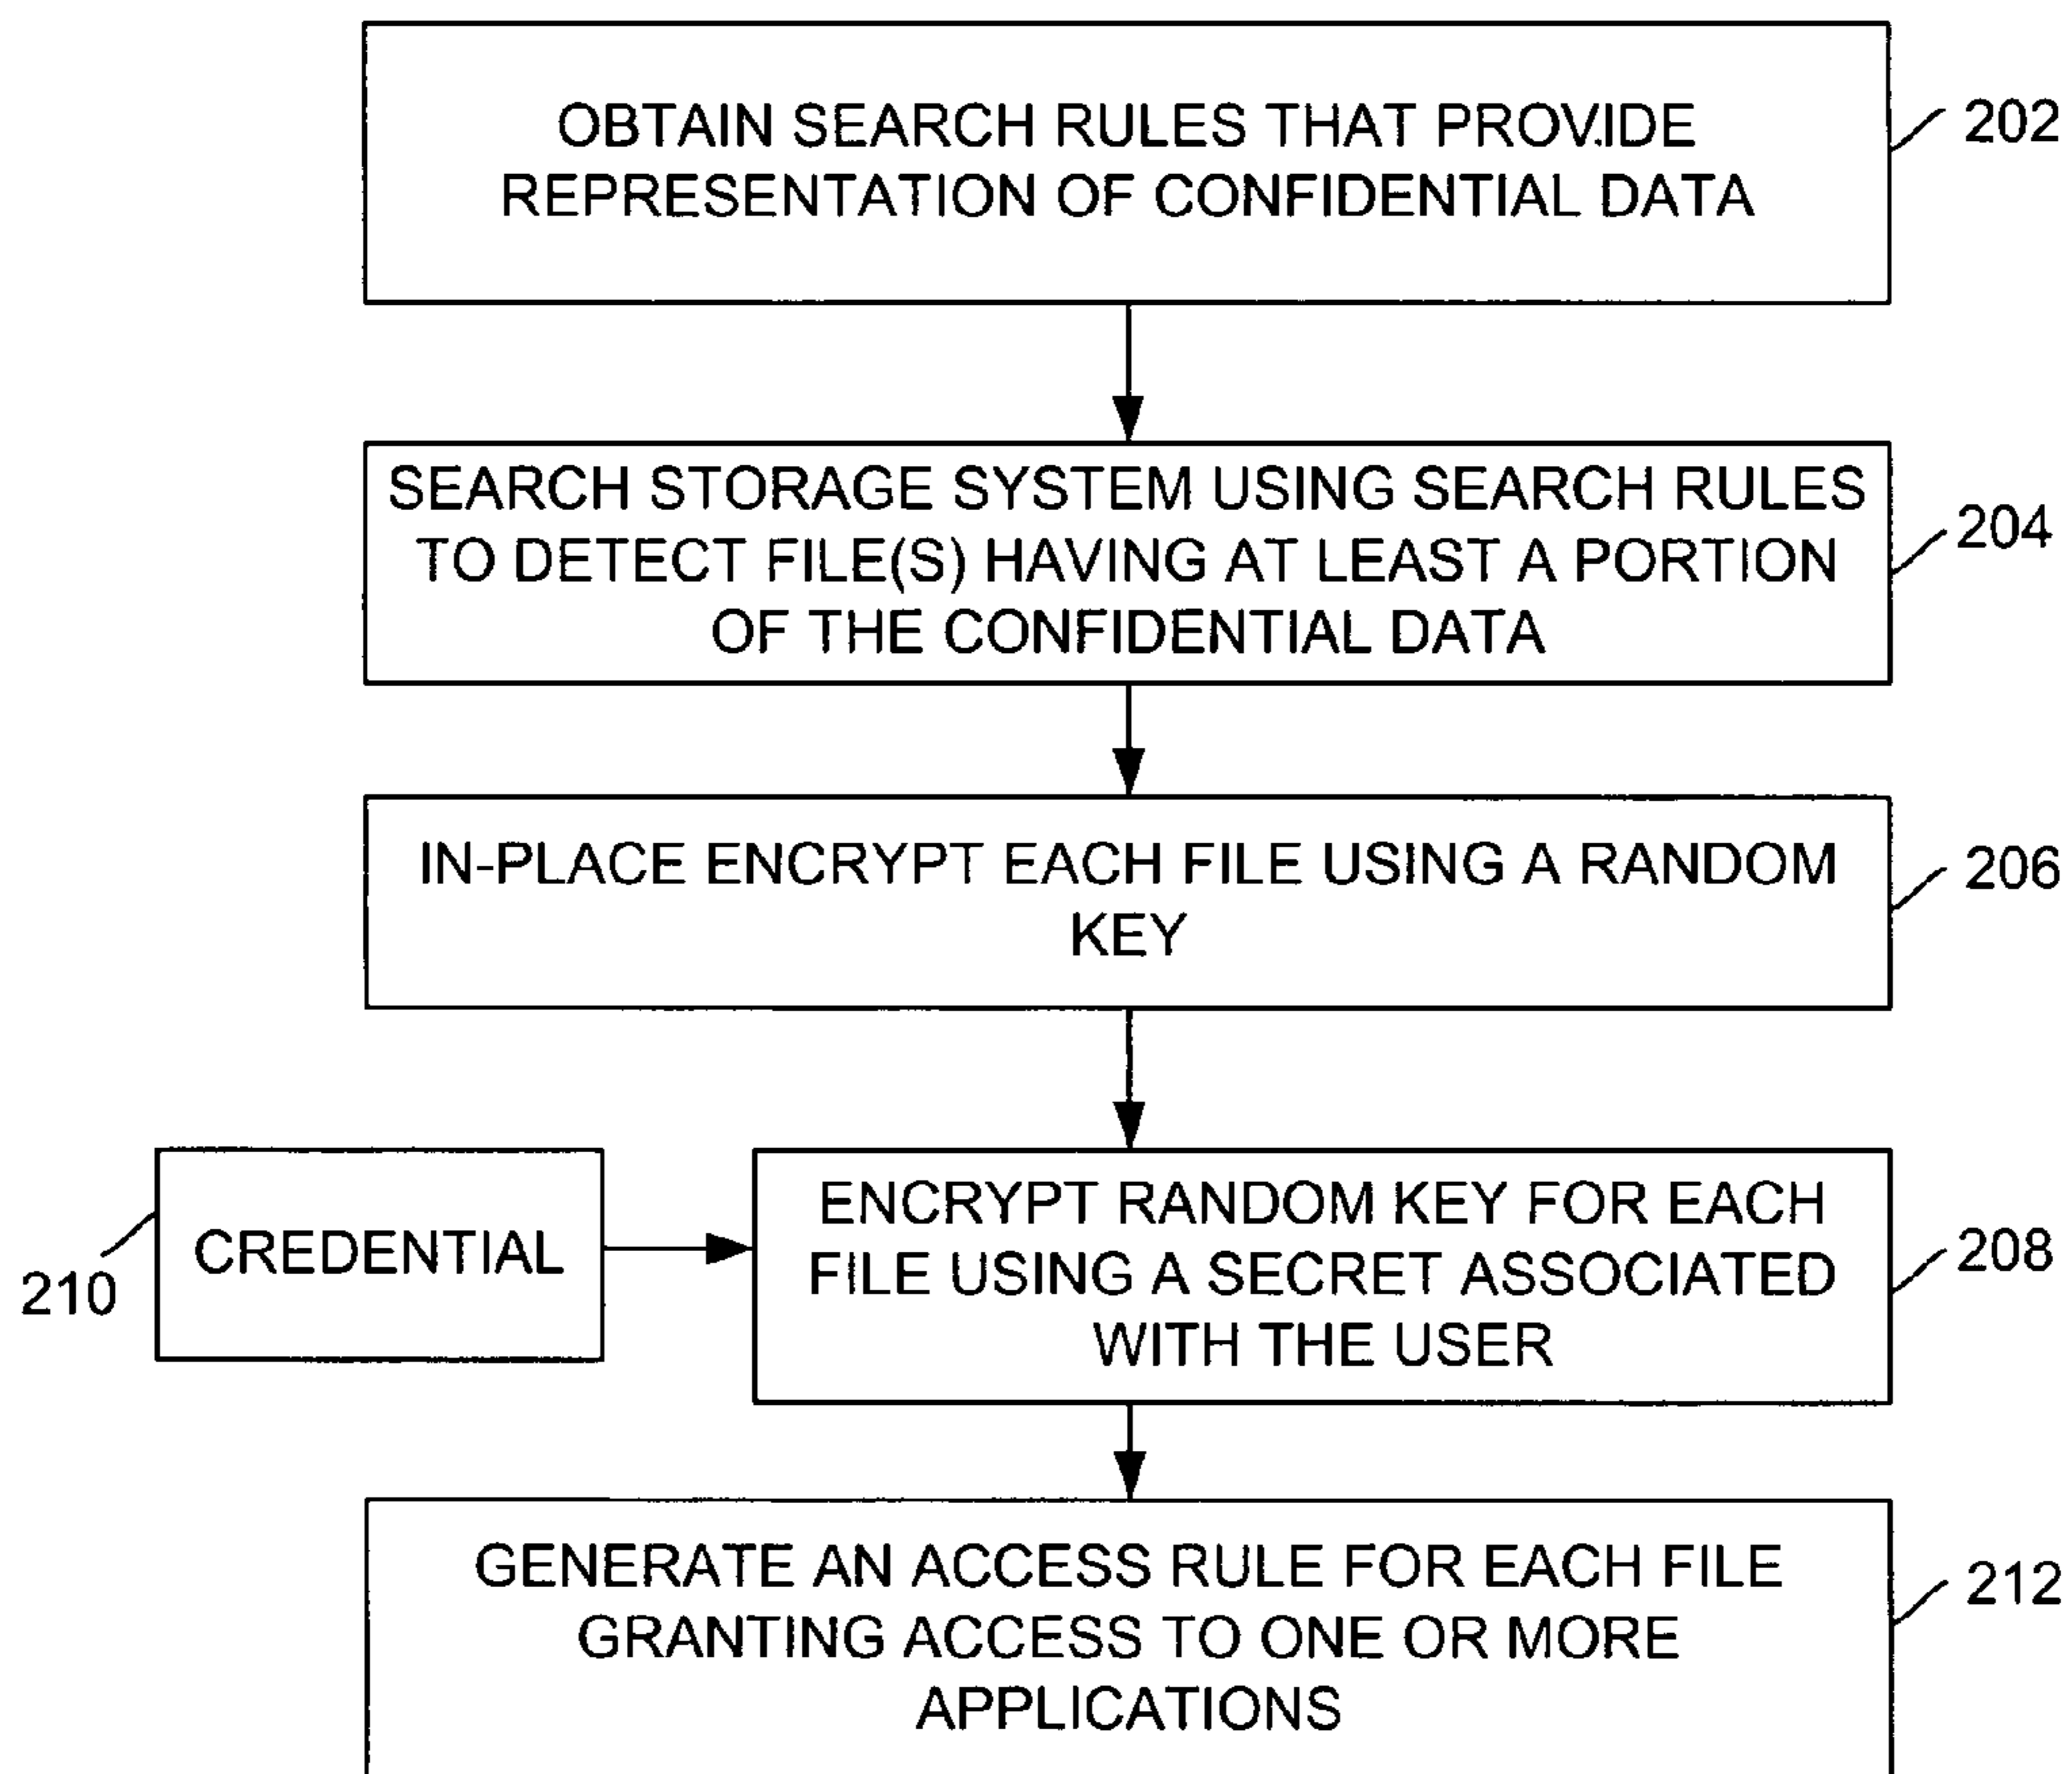 OBTAIN SEARCH RULES THAT PROVIDE
REPRESENTATION OF CONFIDENTIAL DATA
202
SEARCH STORAGE SYSTEM USING SEARCH RULES
TO DETECT FILE(S) HAVING AT LEAST A PORTION
OF THE CONFIDENTIAL DATA
204
IN-PLACE ENCRYPT EACH FILE USING A RANDOM
KEY
206
CREDENTIAL
210
ENCRYPT RANDOM KEY FOR EACH
FILE USING A SECRET ASSOCIATED
WITH THE USER
208
GENERATE AN ACCESS RULE FOR EACH FILE
GRANTING ACCESS TO ONE OR MORE
APPLICATIONS
212